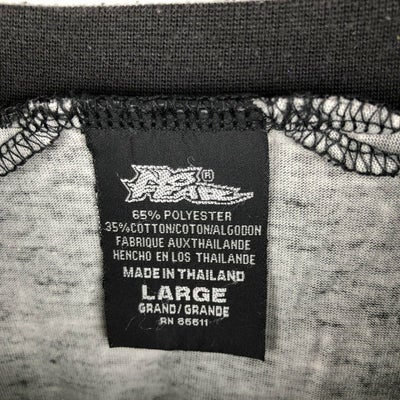 NO
FEAR
®
65% POLYESTER
35%COTTON/COTON/ALGODON
FABRIQUE AUXTHAILANDE
HENCHO EN LOS THAILANDE
MADE IN THAILAND
LARGE
GRAND/GRANDE
RN 85511